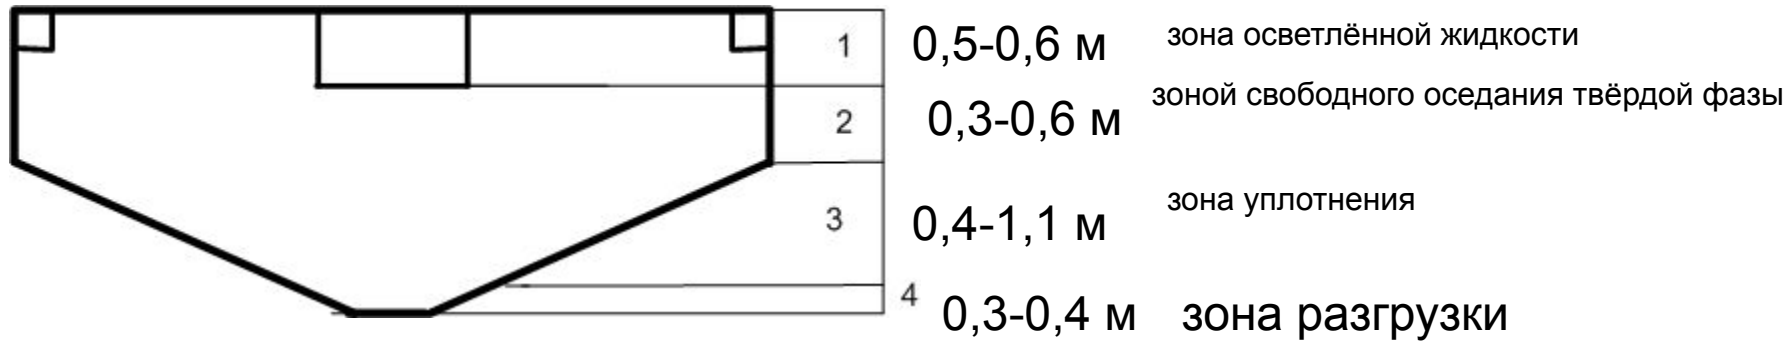 1 0,5-0,6 м зона осветлённой жидкости
2 0,3-0,6 м зоной свободного оседания твёрдой фазы
3 0,4-1,1 м зона уплотнения
4 0,3-0,4 м зона разгрузки